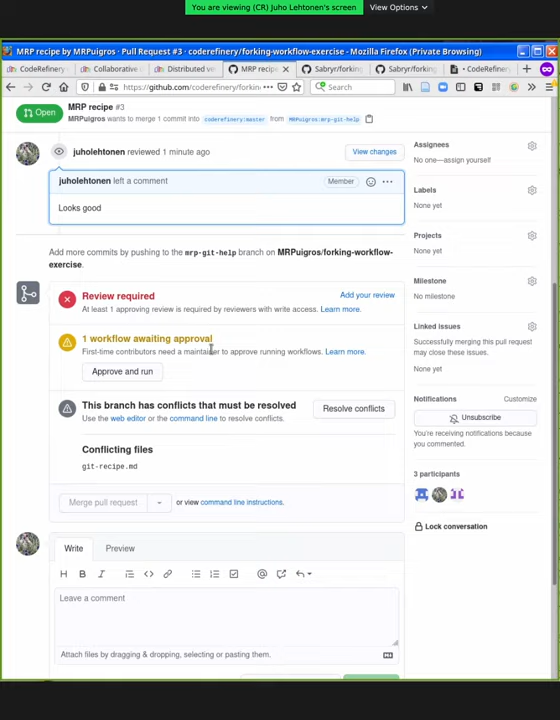 You are viewing (CR) Juho Lehtonen's screen
View Options
MRP recipe by MRPuigros · Pull Request #3 · coderefinery/forking-workflow-exercise - Mozilla Firefox (Private Browsing)
CodeRefinery
Collaborative
Distributed ve
MRP recipe
Sabryr/forking
Sabryr/forking
CodeRefin
https://github.com/coderefinery/forkin
Search
Open
MRP recipe #3
MRPuigros wants to merge 1 commit into coderefinery:master from MRPuigros:mrp-git-help
juholehtonen reviewed 1 minute ago
View changes
juholehtonen left a comment
Member
Looks good
Add more commits by pushing to the mrp-git-help branch on MRPuigros/forking-workflow-
exercise.
Review required
Add your review
At least 1 approving review is required by reviewers with write access. Learn more.
1 workflow awaiting approval
First-time contributors need a maintainer to approve running workflows. Learn more.
Approve and run
This branch has conflicts that must be resolved
Use the web editor or the command line to resolve conflicts.
Resolve conflicts
Conflicting files
git-recipe.md
Merge pull request
or view command line instructions.
Write
Preview
H B I
Leave a comment
Attach files by dragging & dropping, selecting or pasting them.
Assignees
No one—assign yourself
Labels
None yet
Projects
None yet
Milestone
No milestone
Linked issues
Successfully merging this pull request
may close these issues.
None yet
Notifications
Customize
Unsubscribe
You're receiving notifications because
you commented.
3 participants
Lock conversation